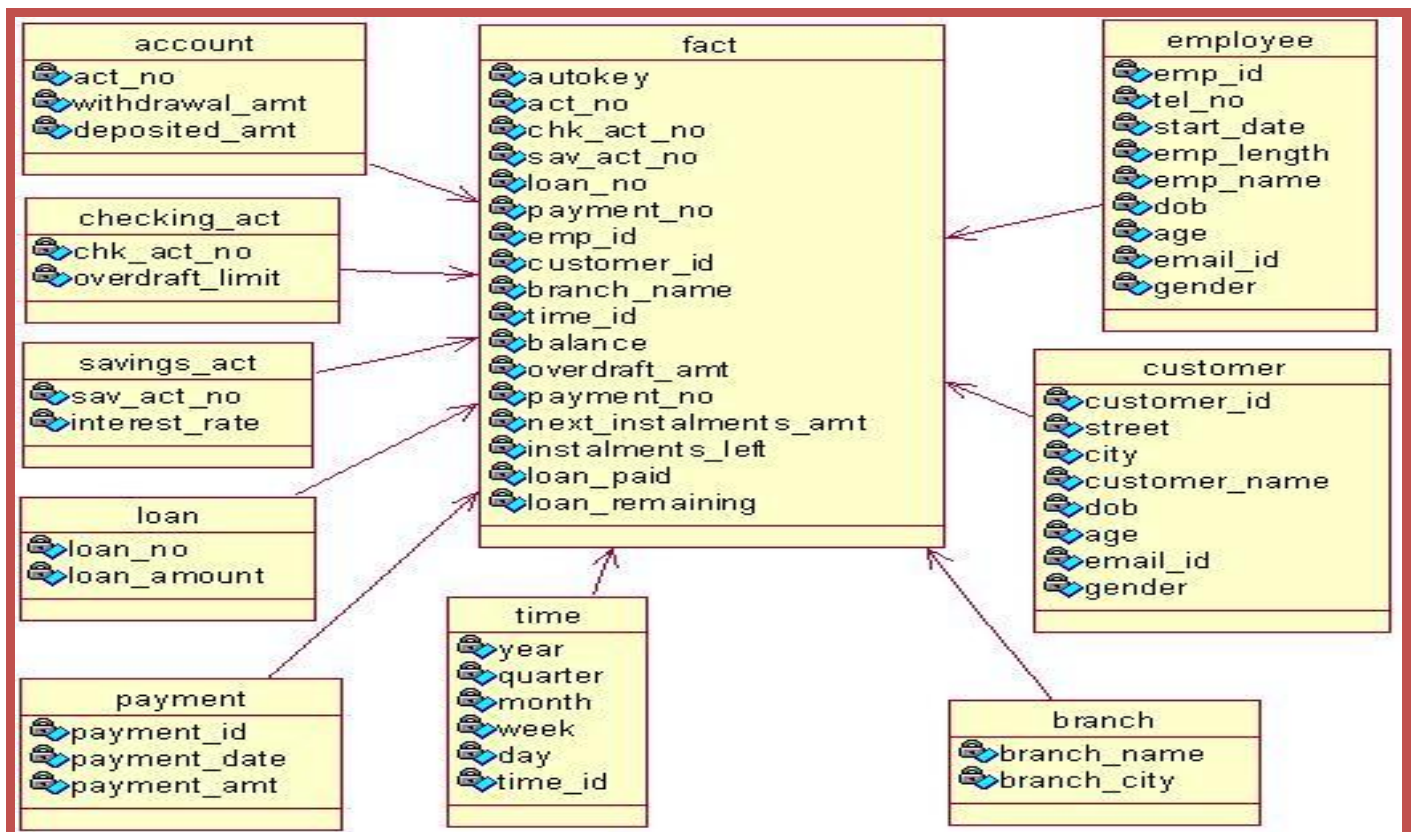 account
act_no
withdrawal_amt
deposited_amt
checking_act
chk_act_no
overdraft_limit
savings_act
sav_act_no
interest_rate
loan
loan_no
loan_amount
payment
payment_id
payment_date
payment_amt
fact
autokey
act_no
chk_act_no
sav_act_no
loan_no
payment_no
emp_id
customer_id
branch_name
time_id
balance
overdraft_amt
payment_no
next_instalments_amt
instalments_left
loan_paid
loan_remaining
time
year
quarter
month
week
day
time_id
employee
emp_id
tel_no
start_date
emp_length
emp_name
dob
age
email_id
gender
customer
customer_id
street
city
customer_name
dob
age
email_id
gender
branch
branch_name
branch_city